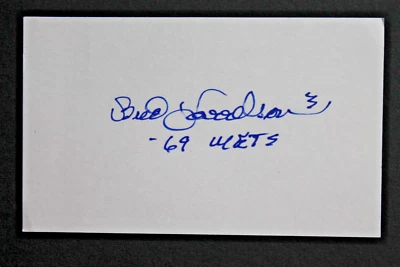 Bud Harrelson 3
-69 METS